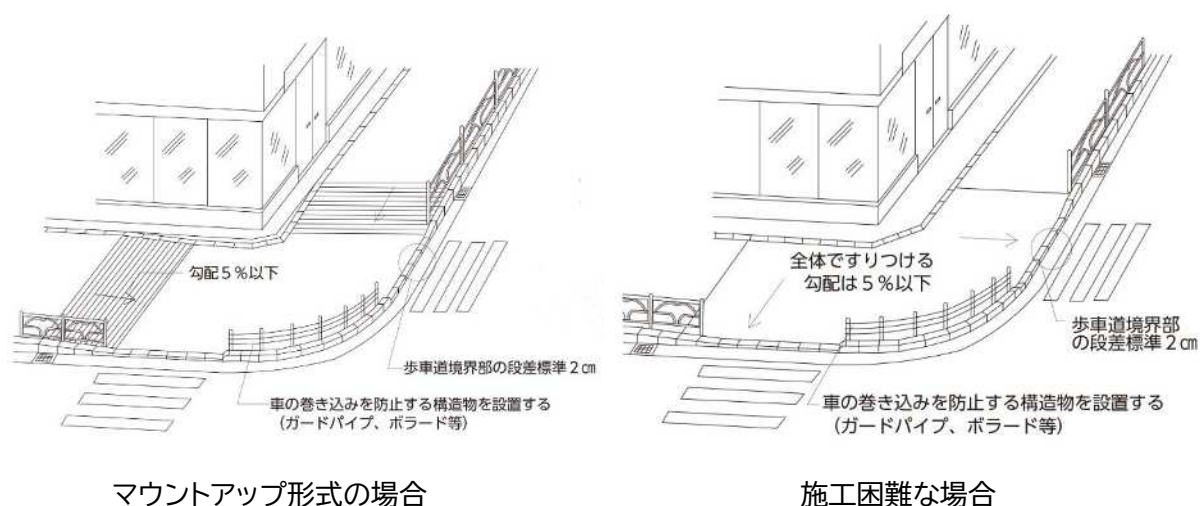 勾配５％以下
歩車道境界部の段差標準２㎝
車の巻き込みを防止する構造物を設置する
(ガードパイプ、ボラード等)
マウントアップ形式の場合
全体ですりつける
勾配は５％以下
歩車道境界部
の段差標準２㎝
車の巻き込みを防止する構造物を設置する
(ガードパイプ、ボラード等)
施工困難な場合